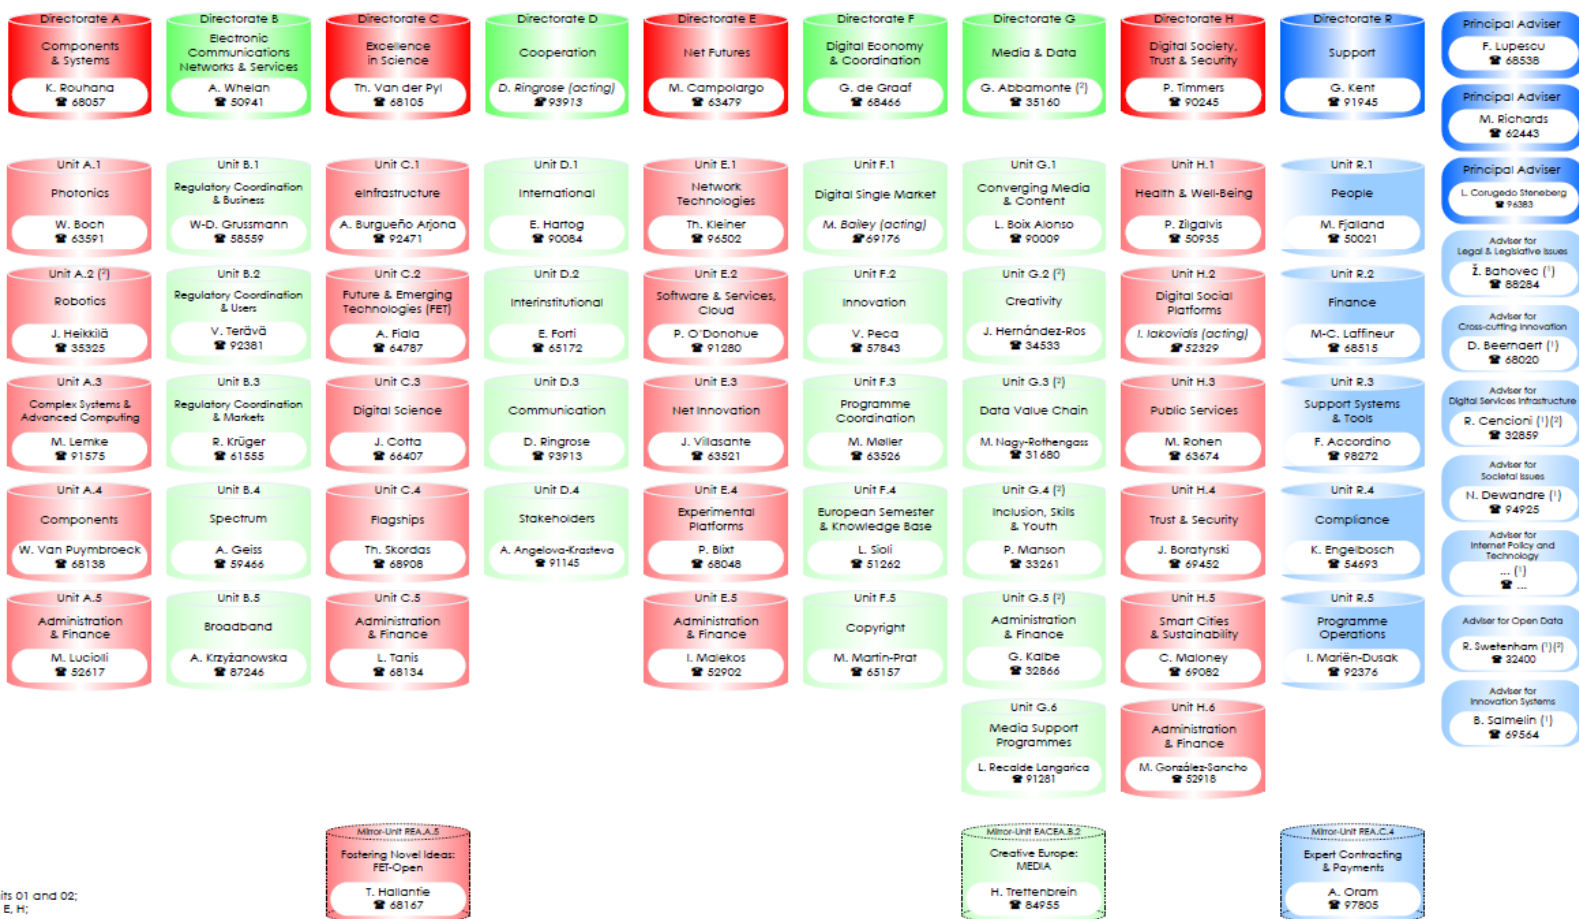 Directorate A
Components
& Systems
K. Rouhana
☎ 68057
Directorate B
Electronic
Communications
Networks & Services
A. Whelan
☎ 50941
Directorate C
Excellence
in Science
Th. Van der Pyl
☎ 68105
Directorate D
Cooperation
D. Ringrose (acting)
☎ 93913
Directorate E
Net Futures
M. Campolargo
☎ 63479
Directorate F
Digital Economy
& Coordination
G. de Graaf
☎ 68466
Directorate G
Media & Data
G. Abbamonte (²)
☎ 35160
Directorate H
Digital Society,
Trust & Security
P. Timmers
☎ 90245
Directorate R
Support
G. Kent
☎ 91945
Principal Adviser
F. Lupescu
☎ 68538
Principal Adviser
M. Richards
☎ 62443
Unit A.1
Photonics
W. Boch
☎ 63591
Unit B.1
Regulatory Coordination
& Business
W-D. Grussmann
☎ 58559
Unit C.1
eInfrastructure
A. Burgueño Arjona
☎ 92471
Unit D.1
International
E. Hartog
☎ 90084
Unit E.1
Network
Technologies
Th. Kleiner
☎ 96502
Unit F.1
Digital Single Market
M. Bailey (acting)
☎ 69176
Unit G.1
Converging Media
& Content
L. Boix Alonso
☎ 90009
Unit H.1
Health & Well-Being
P. Zilgalvis
☎ 50935
Unit R.1
People
M. Fjalland
☎ 50021
Principal Adviser
L. Corugedo Steneberg
☎ 96383
Adviser for
Legal & Legislative Issues
Ž. Bahovec (¹)
☎ 88284
Unit A.2 (²)
Robotics
J. Heikkilä
☎ 35325
Unit B.2
Regulatory Coordination
& Users
V. Terävä
☎ 92381
Unit C.2
Future & Emerging
Technologies (FET)
A. Fiala
☎ 64787
Unit D.2
Interinstitutional
E. Forti
☎ 65172
Unit E.2
Software & Services,
Cloud
P. O'Donohue
☎ 91280
Unit F.2
Innovation
V. Peca
☎ 57843
Unit G.2 (²)
Creativity
J. Hernández-Ros
☎ 34533
Unit H.2
Digital Social
Platforms
I. Iakovidis (acting)
☎ 52329
Unit R.2
Finance
M-C. Laffineur
☎ 68515
Adviser for
Cross-cutting Innovation
D. Beernaert (¹)
☎ 68020
Unit A.3
Complex Systems &
Advanced Computing
M. Lemke
☎ 91575
Unit B.3
Regulatory Coordination
& Markets
R. Krüger
☎ 61555
Unit C.3
Digital Science
J. Cotta
☎ 66407
Unit D.3
Communication
D. Ringrose
☎ 93913
Unit E.3
Net Innovation
J. Villasante
☎ 63521
Unit F.3
Programme
Coordination
M. Møller
☎ 63526
Unit G.3 (²)
Data Value Chain
M. Nagy-Rothengass
☎ 31680
Unit H.3
Public Services
M. Rohen
☎ 63674
Unit R.3
Support Systems
& Tools
F. Accordino
☎ 98272
Adviser for
Digital Services Infrastructure
R. Cencioni (¹)(²)
☎ 32859
Adviser for
Societal Issues
N. Dewandre (¹)
☎ 94925
Unit A.4
Components
W. Van Puymbroeck
☎ 68138
Unit B.4
Spectrum
A. Geiss
☎ 59466
Unit C.4
Flagships
Th. Skordas
☎ 68908
Unit D.4
Stakeholders
A. Angelova-Krasteva
☎ 91145
Unit E.4
Experimental
Platforms
P. Blixt
☎ 68048
Unit F.4
European Semester
& Knowledge Base
L. Sioli
☎ 51262
Unit G.4 (²)
Inclusion, Skills
& Youth
P. Manson
☎ 33261
Unit H.4
Trust & Security
J. Boratynski
☎ 69452
Unit R.4
Compliance
K. Engelbosch
☎ 54693
Adviser for
Internet Policy and
Technology
... (¹)
☎ ...
Unit A.5
Administration
& Finance
M. Luciolli
☎ 52617
Unit B.5
Broadband
A. Krzyżanowska
☎ 87246
Unit C.5
Administration
& Finance
L. Tanis
☎ 68134
Unit E.5
Administration
& Finance
I. Malekos
☎ 52902
Unit F.5
Copyright
M. Martin-Prat
☎ 65157
Unit G.5 (²)
Administration
& Finance
G. Kalbe
☎ 32866
Unit H.5
Smart Cities
& Sustainability
C. Maloney
☎ 69082
Unit R.5
Programme
Operations
I. Mariën-Dusak
☎ 92376
Adviser for Open Data
R. Swetenham (¹)(²)
☎ 32400
Adviser for
Innovation Systems
B. Salmelin (¹)
☎ 69564
Unit G.6
Media Support
Programmes
L. Recalde Langarica
☎ 91281
Unit H.6
Administration
& Finance
M. González-Sancho
☎ 52918
Mirror-Unit REA.A.5
Fostering Novel Ideas:
FET-Open
T. Hallantie
☎ 68167
Mirror-Unit EACEA.B.2
Creative Europe:
MEDIA
H. Trettenbrein
☎ 84955
Mirror-Unit REA.C.4
Expert Contracting
& Payments
A. Oram
☎ 97805
its 01 and 02;
E, H;